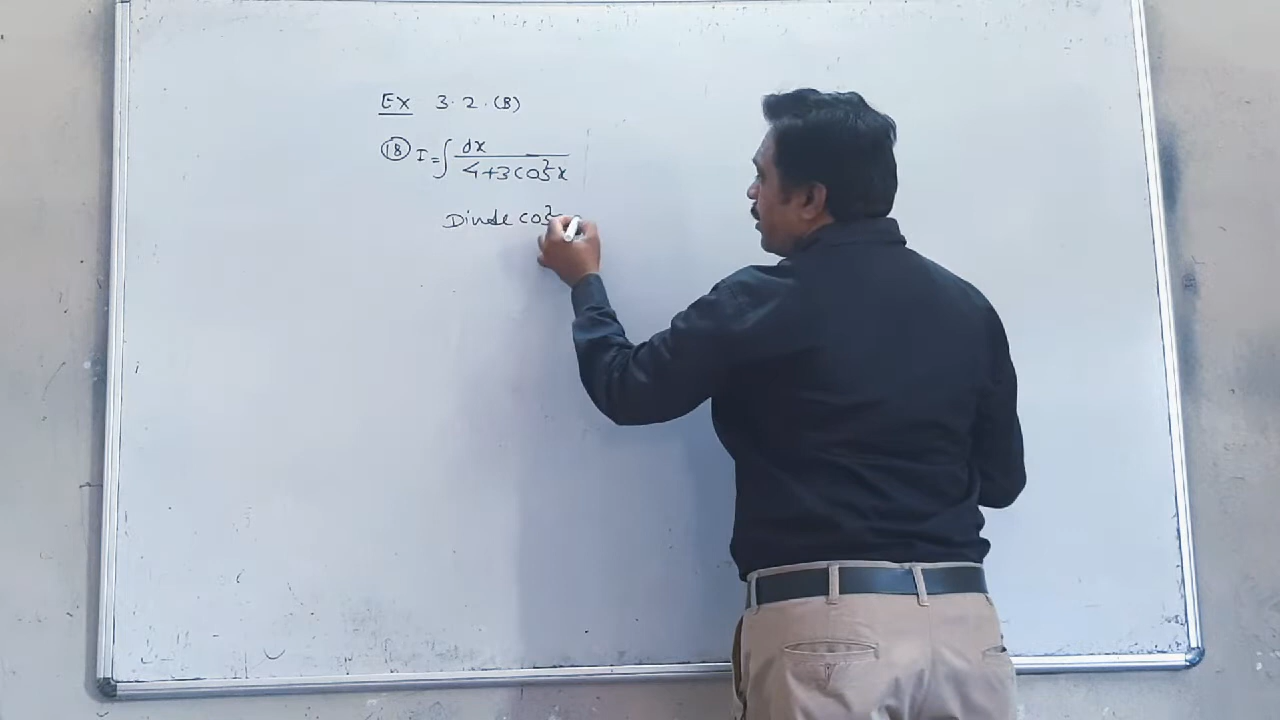 Ex 3.2.(B)
(18) I = ∫ dx / 4+3cos²x
Divide cos²